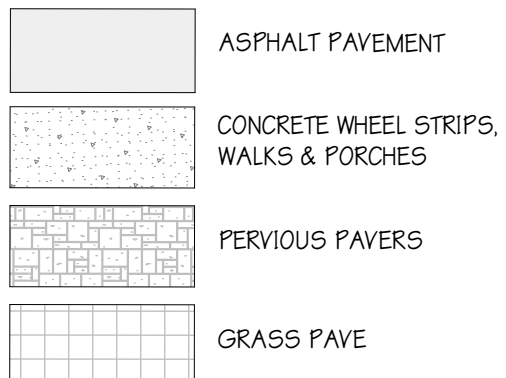 ASPHALT PAVEMENT
CONCRETE WHEEL STRIPS,
WALKS & PORCHES
PERVIOUS PAVERS
GRASS PAVE